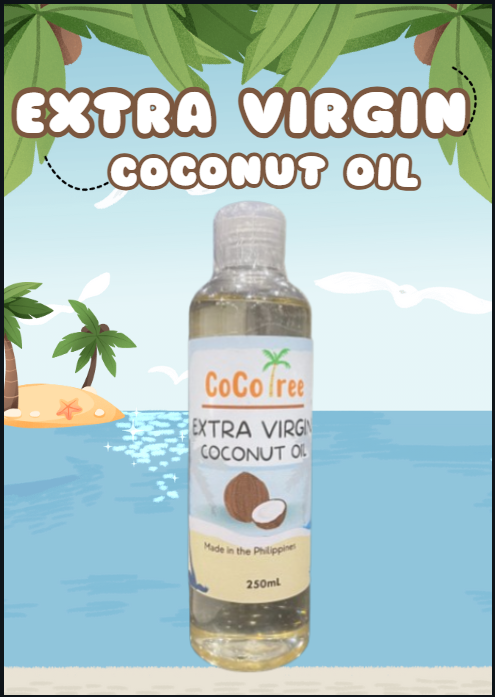 EXTRA VIRGIN
COCONUT OIL
CoCoTree
EXTRA VIRGIN
COCONUT OIL
Made in the Philippines
250mL